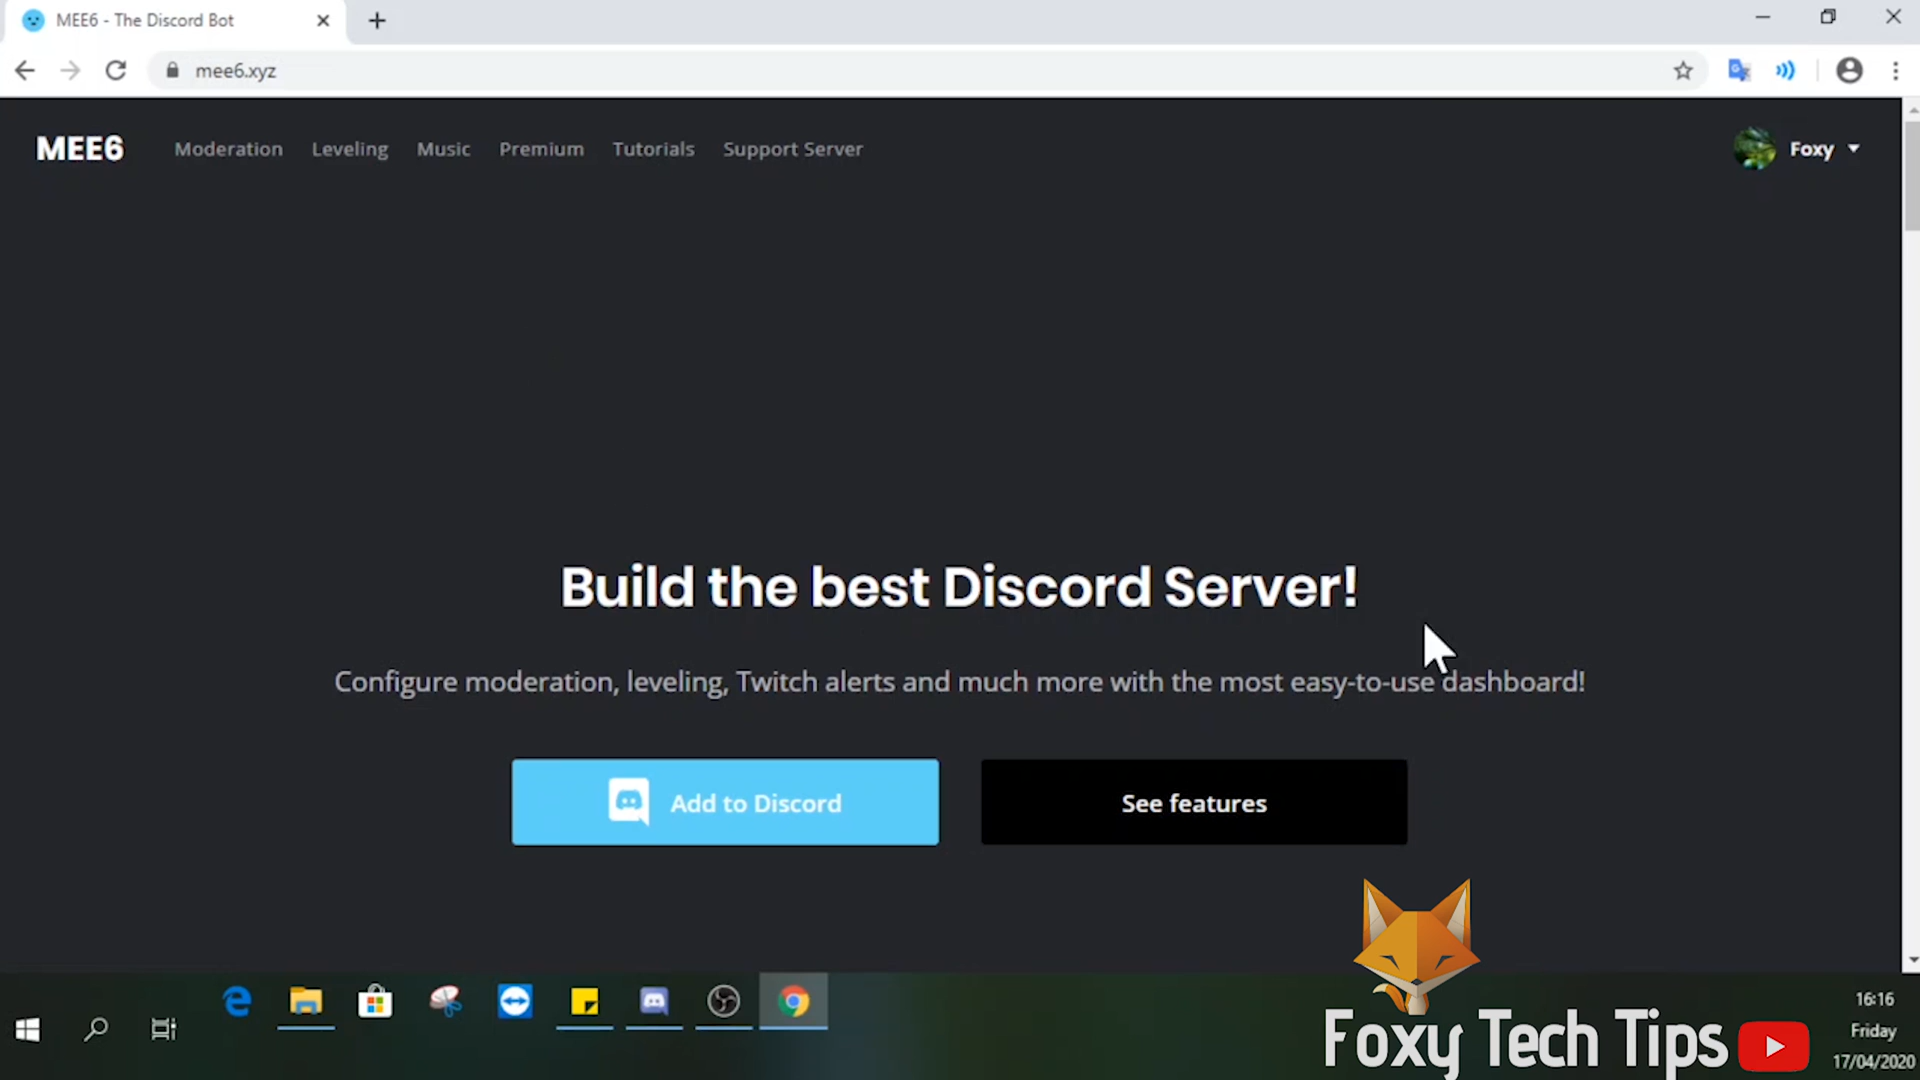 MEE6 - The Discord Bot
mee6.xyz
MEE6 Moderation Leveling Music Premium Tutorials Support Server Foxy
Build the best Discord Server!
Configure moderation, leveling, Twitch alerts and much more with the most easy-to-use dashboard!
Add to Discord See features
Foxy Tech Tips
16:16
Friday
17/04/2020